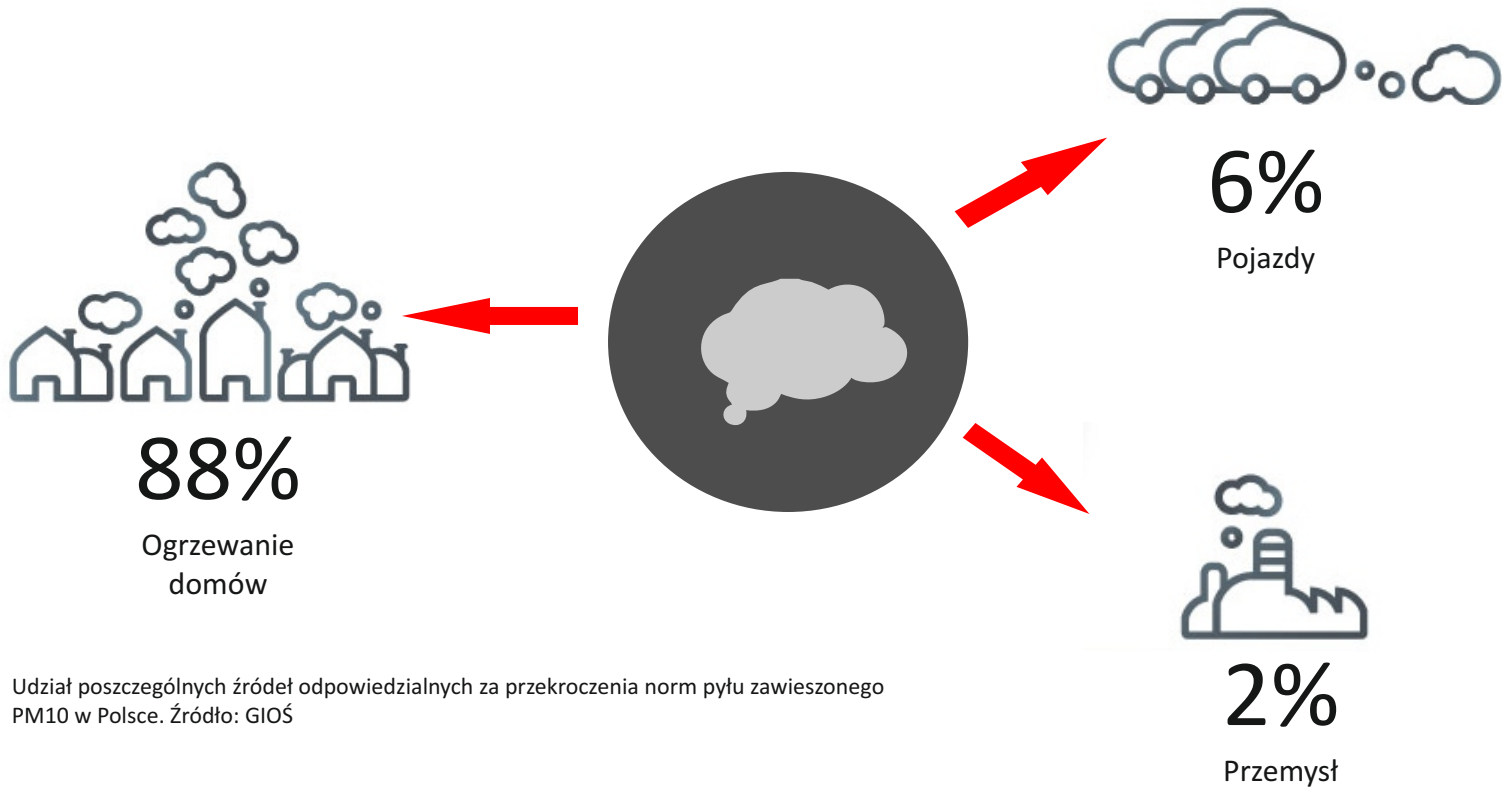 6%
Pojazdy
88%
Ogrzewanie
domów
Udział poszczególnych źródeł odpowiedzialnych za przekroczenia norm pyłu zawieszonego
PM10 w Polsce. Źródło: GIOŚ
2%
Przemysł